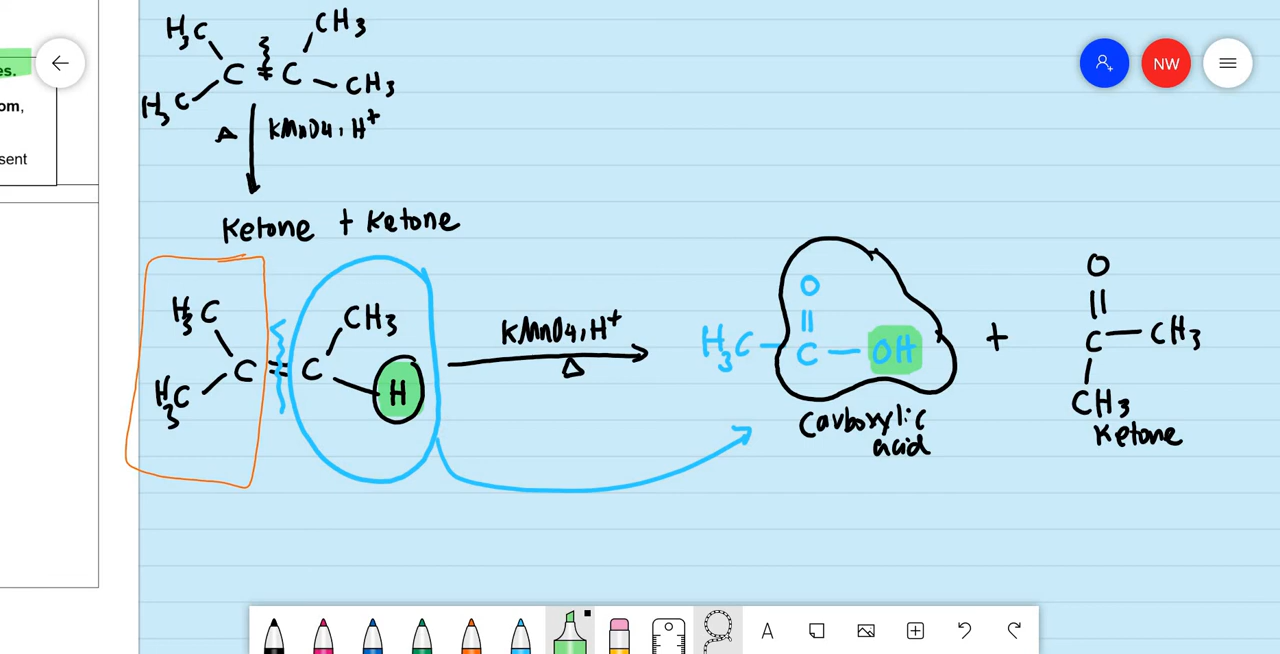 es.
om,
sent
H3C CH3
C = C
H3C CH3
Δ KMnO4, H+
Ketone + Ketone
H3C CH3
C = C
H3C H
KMnO4, H+
Δ
O
||
H3C - C - OH
Carboxylic
acid
+
O
||
C - CH3
CH3
Ketone
NW
A